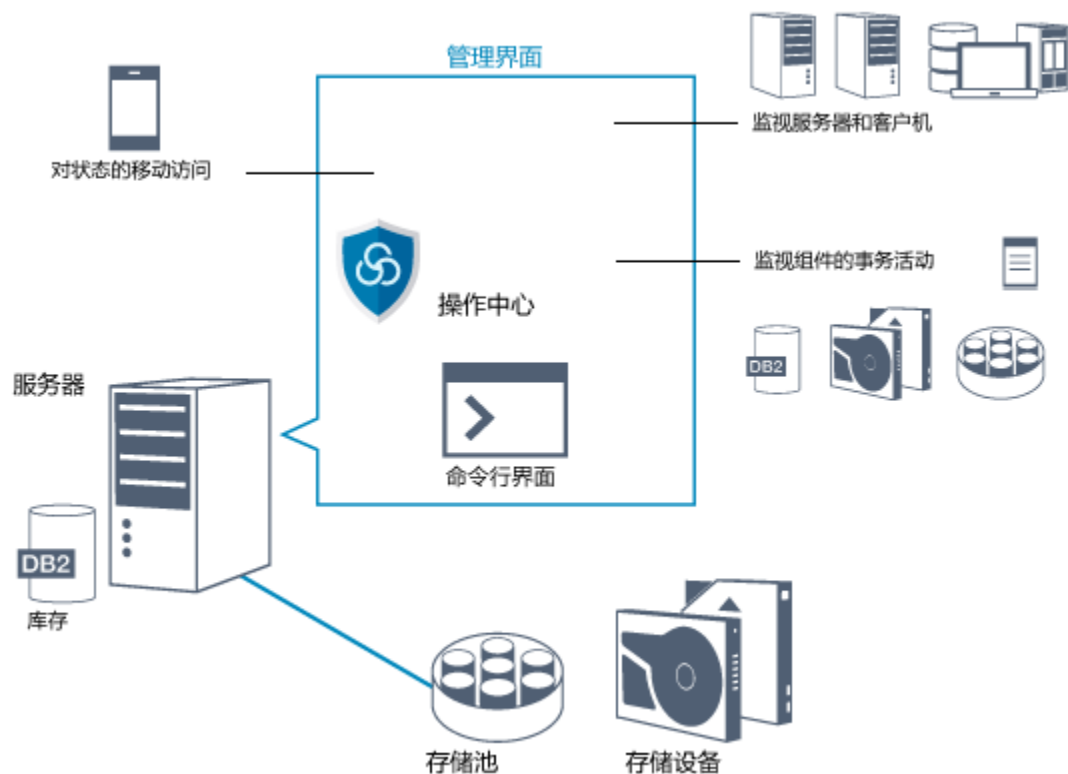 管理界面
监视服务器和客户机
对状态的移动访问
监视组件的事务活动
操作中心
DB2
服务器
命令行界面
DB2
库存
存储池
存储设备